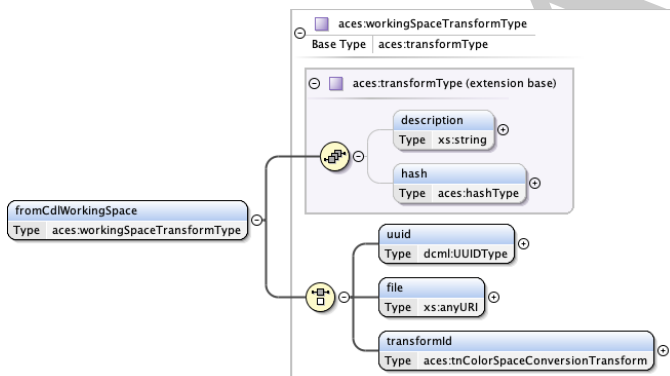 aces:workingSpaceTransformType
Base Type aces:transformType
aces:transformType (extension base)
description
Type xs:string
hash
Type aces:hashType
fromCdlWorkingSpace
Type aces:workingSpaceTransformType
uuid
Type dcml:UUIDType
file
Type xs:anyURI
transformId
Type aces:tnColorSpaceConversionTransform